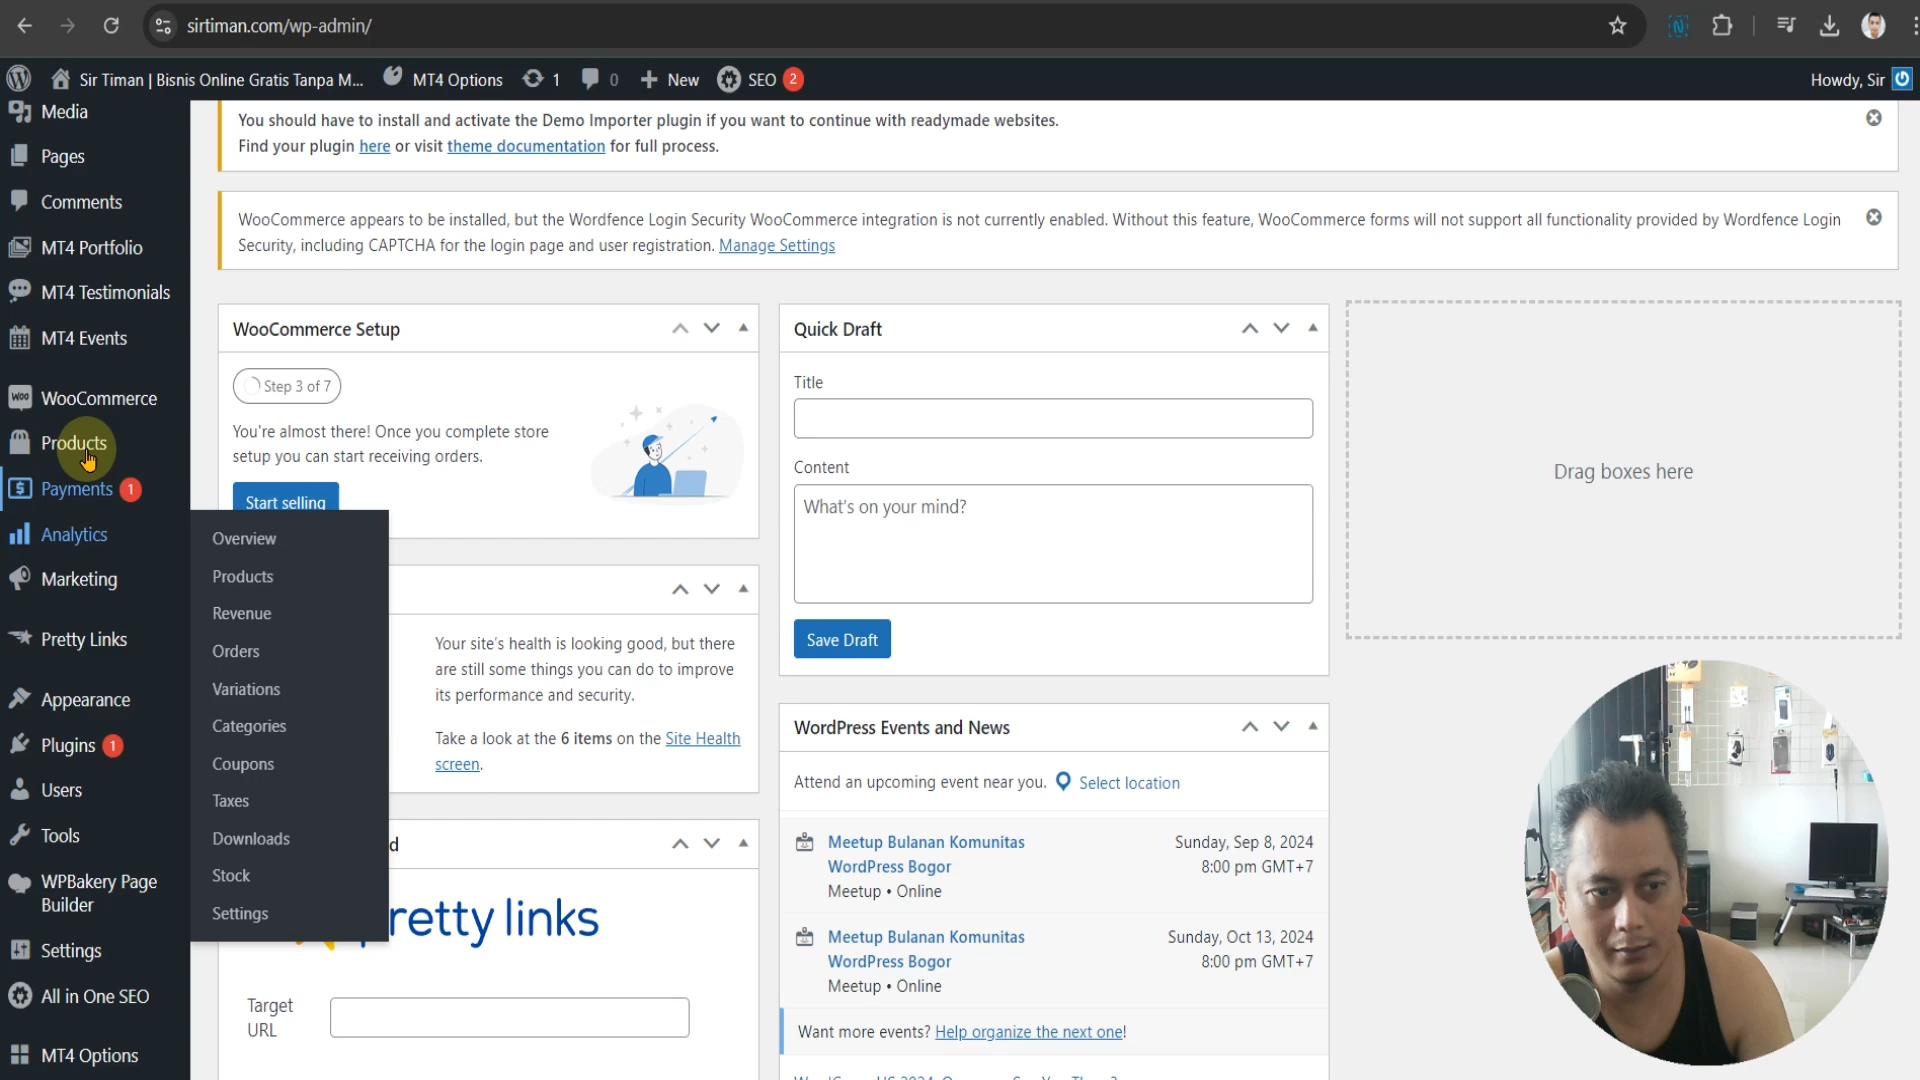 sirtiman.com/wp-admin/
Sir Timan | Bisnis Online Gratis Tanpa M...
MT4 Options
1
0
New
SEO 2
Howdy, Sir
Media
Pages
Comments
MT4 Portfolio
MT4 Testimonials
MT4 Events
WooCommerce
Products
Payments 1
Analytics
Marketing
Pretty Links
Appearance
Plugins 1
Users
Tools
WPBakery Page
Builder
Settings
All in One SEO
MT4 Options
Overview
Products
Revenue
Orders
Variations
Categories
Coupons
Taxes
Downloads
Stock
Settings
You should have to install and activate the Demo Importer plugin if you want to continue with readymade websites.
Find your plugin here or visit theme documentation for full process.
WooCommerce appears to be installed, but the Wordfence Login Security WooCommerce integration is not currently enabled. Without this feature, WooCommerce forms will not support all functionality provided by Wordfence Login
Security, including CAPTCHA for the login page and user registration. Manage Settings
WooCommerce Setup
Step 3 of 7
You're almost there! Once you complete store
setup you can start receiving orders.
Start selling
Your site's health is looking good, but there
are still some things you can do to improve
its performance and security.
Take a look at the 6 items on the Site Health
screen.
d
retty links
Target
URL
Quick Draft
Title
Content
What's on your mind?
Save Draft
WordPress Events and News
Attend an upcoming event near you. Select location
Meetup Bulanan Komunitas
WordPress Bogor
Meetup • Online
Sunday, Sep 8, 2024
8:00 pm GMT+7
Meetup Bulanan Komunitas
WordPress Bogor
Meetup • Online
Sunday, Oct 13, 2024
8:00 pm GMT+7
Want more events? Help organize the next one!
Drag boxes here